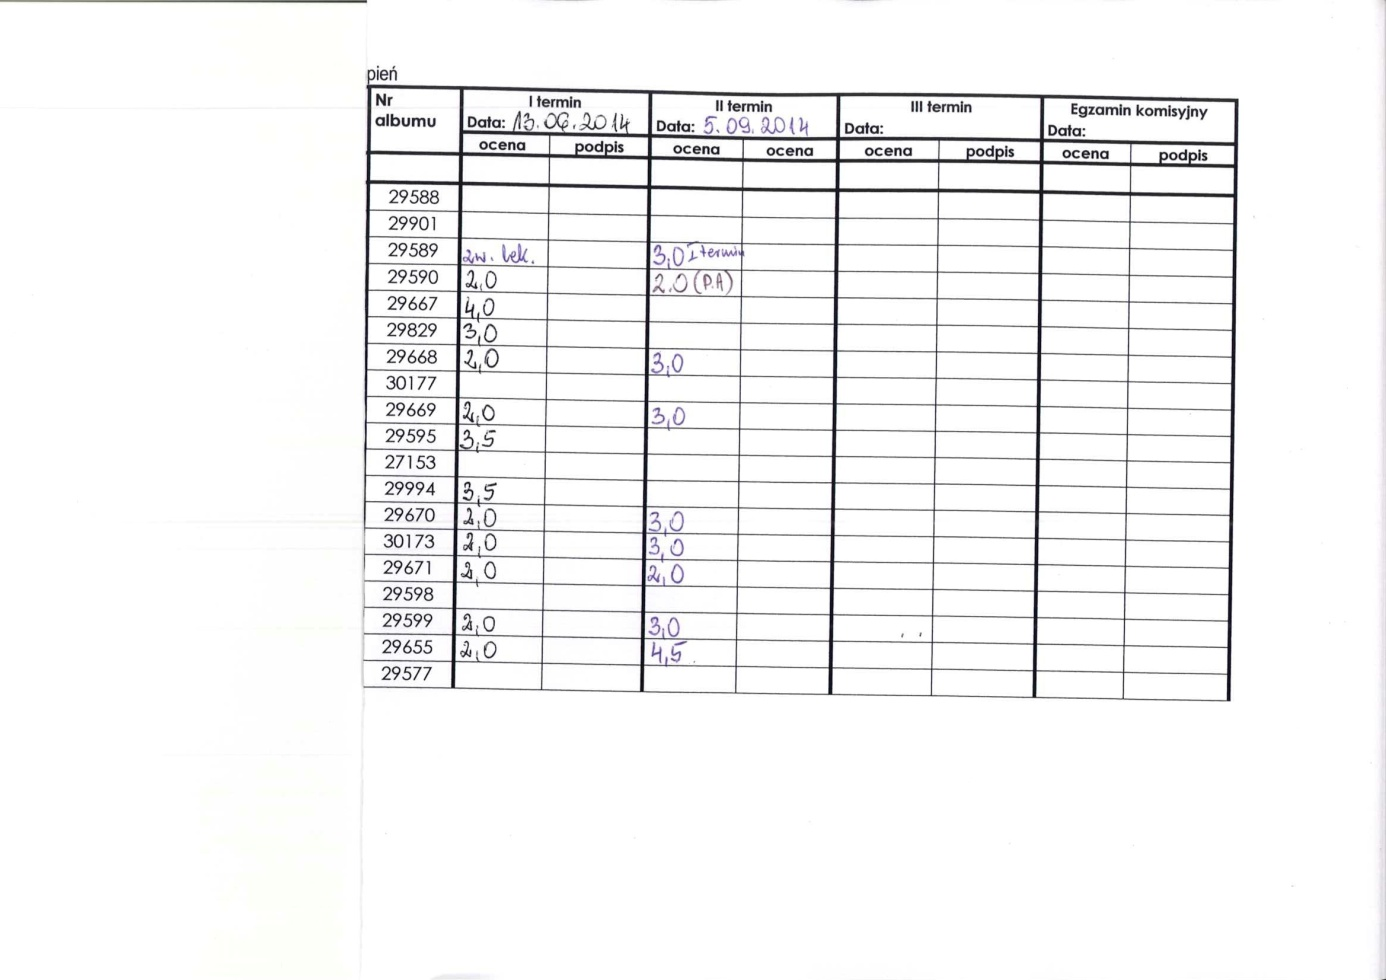 pień
Nr albumu I termin II termin III termin Egzamin komisyjny
Data: 13.06.2014 Data: 5.09.2014 Data: Data:
ocena podpis ocena ocena ocena podpis ocena podpis
29588
29901
29589 zw. lek. 3,0 I termin
29590 2,0 2.0 (P.A)
29667 4,0
29829 3,0
29668 2,0 3,0
30177
29669 2,0 3,0
29595 3,5
27153
29994 3,5
29670 2,0 3,0
30173 2,0 3,0
29671 2,0 2,0
29598
29599 2,0 3,0
29655 2,0 4,5
29577